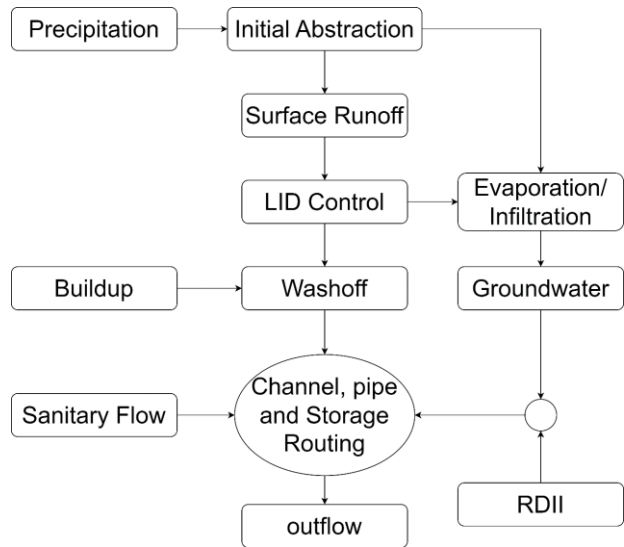 Precipitation
Initial Abstraction
Surface Runoff
LID Control
Evaporation/
Infiltration
Buildup
Washoff
Groundwater
Sanitary Flow
Channel, pipe
and Storage
Routing
RDII
outflow